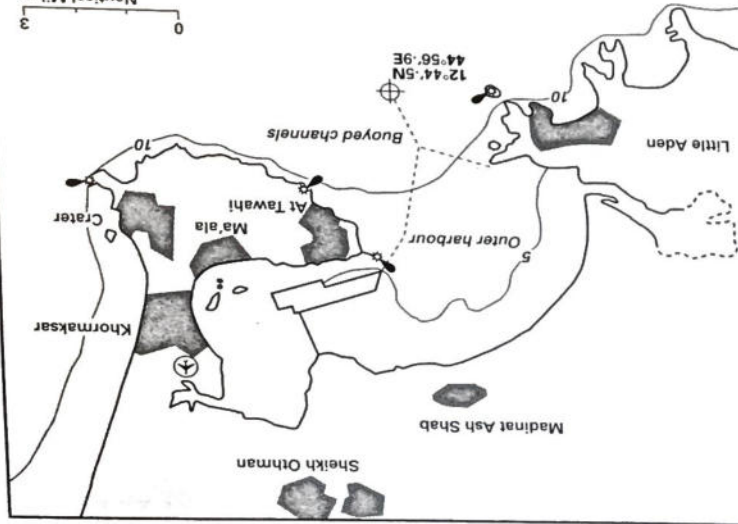 Sheikh Othman
Madinat Ash Shab
Khormaksar
5
Outer harbour
Ma'ala
Crater
At Tawahi
Little Aden
10
Buoyed channels
10
12°44'·5N
44°56'·9E
0 3
Nautical